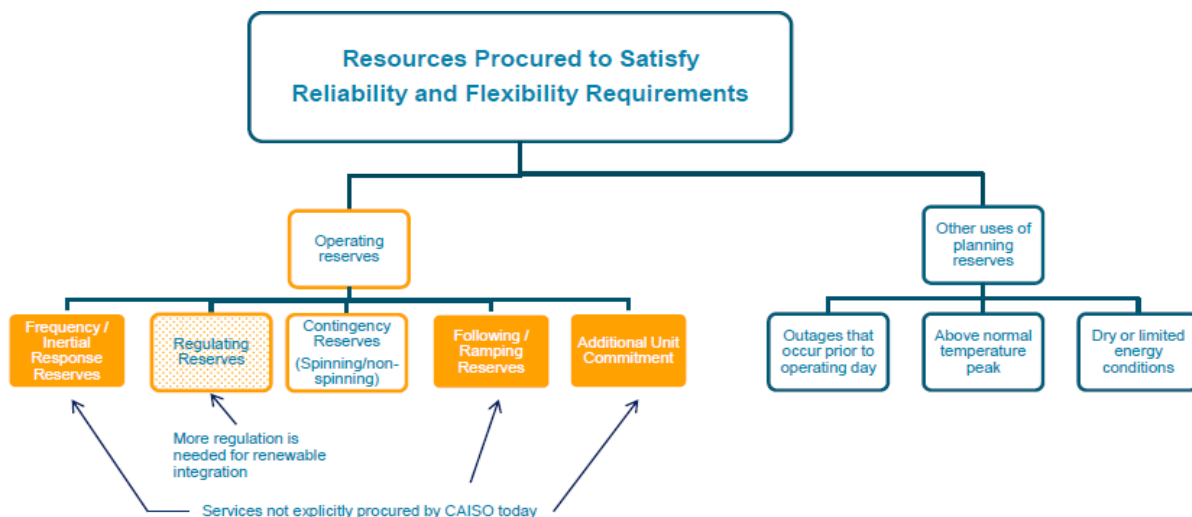 Resources Procured to Satisfy
Reliability and Flexibility Requirements
Operating
reserves
Other uses of
planning
reserves
Frequency /
Inertial
Response
Reserves
Regulating
Reserves
Contingency
Reserves
(Spinning/non-
spinning)
Following /
Ramping
Reserves
Additional Unit
Commitment
Outages that
occur prior to
operating day
Above normal
temperature
peak
Dry or limited
energy
conditions
More regulation is
needed for renewable
integration
Services not explicitly procured by CAISO today